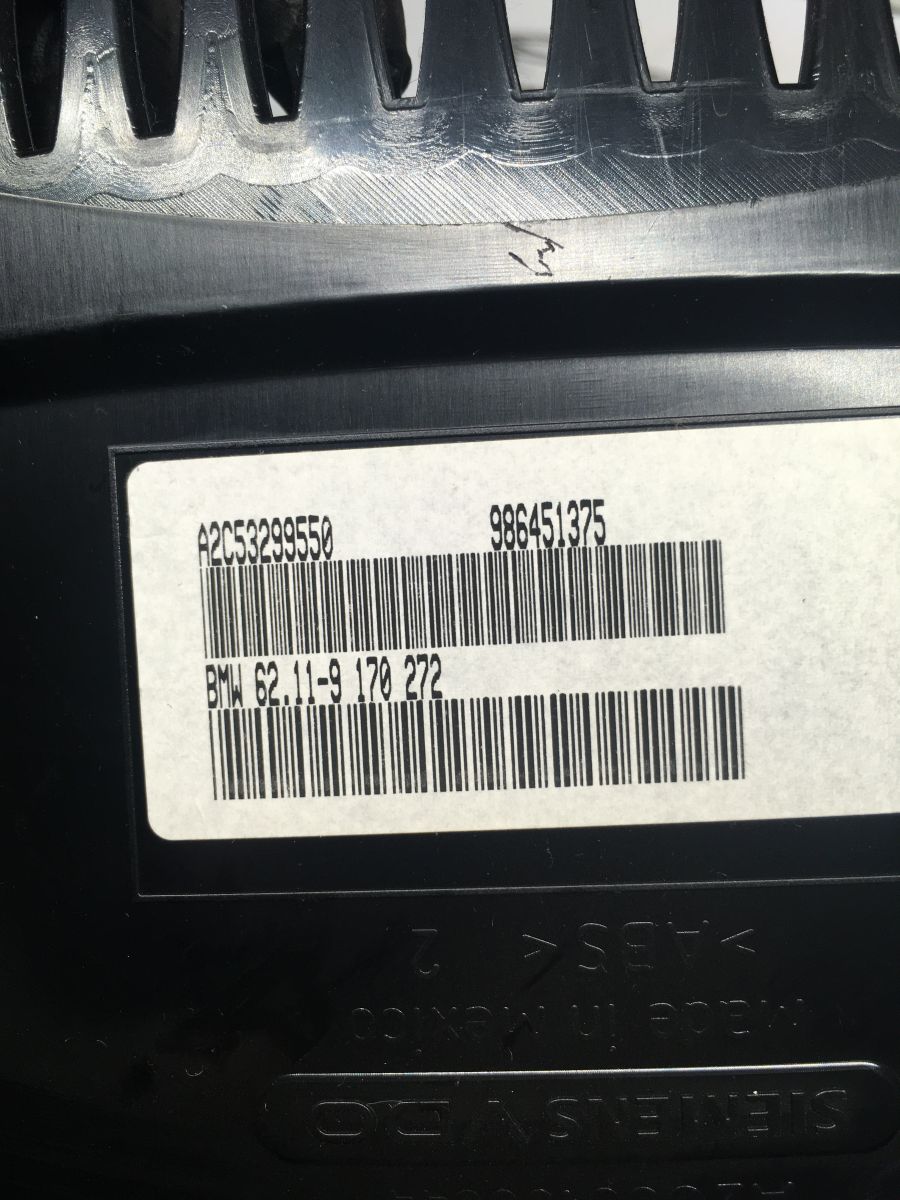 A2C53299550 986451375
BMW 62.11-9 170 272
>ABS< 2
Made in Mexico
SIEMENS VDO